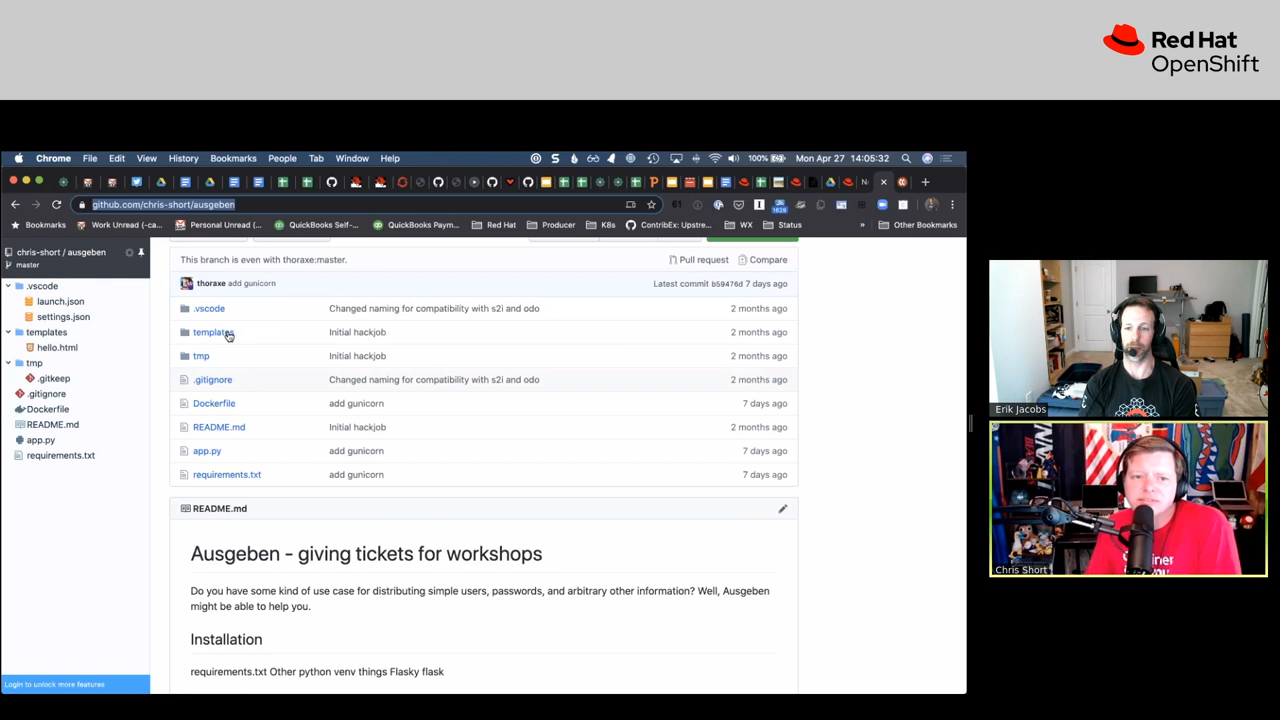 Red Hat
OpenShift
Chrome File Edit View History Bookmarks People Tab Window Help 100% Mon Apr 27 14:05:32
github.com/chris-short/ausgeben
Bookmarks Work Unread (-ca... Personal Unread (... QuickBooks Self-... QuickBooks Paym... Red Hat Producer K8s ContribEx: Upstre... WX Status » Other Bookmarks
chris-short / ausgeben
master
.vscode
launch.json
settings.json
templates
hello.html
tmp
.gitkeep
.gitignore
Dockerfile
README.md
app.py
requirements.txt
Login to unlock more features
This branch is even with thoraxe:master. Pull request Compare
thoraxe add gunicorn Latest commit b59476d 7 days ago
.vscode Changed naming for compatibility with s2i and odo 2 months ago
templates Initial hackjob 2 months ago
tmp Initial hackjob 2 months ago
.gitignore Changed naming for compatibility with s2i and odo 2 months ago
Dockerfile add gunicorn 7 days ago
README.md Initial hackjob 2 months ago
app.py add gunicorn 7 days ago
requirements.txt add gunicorn 7 days ago
README.md
Ausgeben - giving tickets for workshops
Do you have some kind of use case for distributing simple users, passwords, and arbitrary other information? Well, Ausgeben
might be able to help you.
Installation
requirements.txt Other python venv things Flasky flask
Erik Jacobs
Chris Short